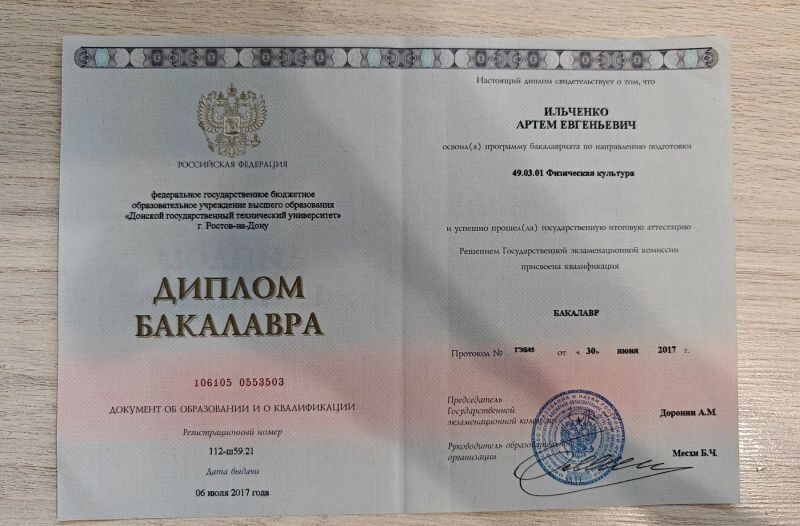 РОССИЙСКАЯ ФЕДЕРАЦИЯ
федеральное государственное бюджетное
образовательное учреждение высшего образования
«Донской государственный технический университет»
г. Ростов-на-Дону
ДИПЛОМ
БАКАЛАВРА
106105 0553503
ДОКУМЕНТ ОБ ОБРАЗОВАНИИ И О КВАЛИФИКАЦИИ
Регистрационный номер
112-ш59.21
Дата выдачи
06 июля 2017 года
Настоящий диплом свидетельствует о том, что
ИЛЬЧЕНКО
АРТЕМ ЕВГЕНЬЕВИЧ
освоил(а) программу бакалавриата по направлению подготовки
49.03.01 Физическая культура
и успешно прошел(ла) государственную итоговую аттестацию
Решением Государственной экзаменационной комиссии
присвоена квалификация
БАКАЛАВР
Протокол № ГЭБ05 от « 30» июня 2017 г.
Председатель
Государственной
экзаменационной
Доронин А.М
Руководитель
организации
Месхи Б.Ч.
М.П.